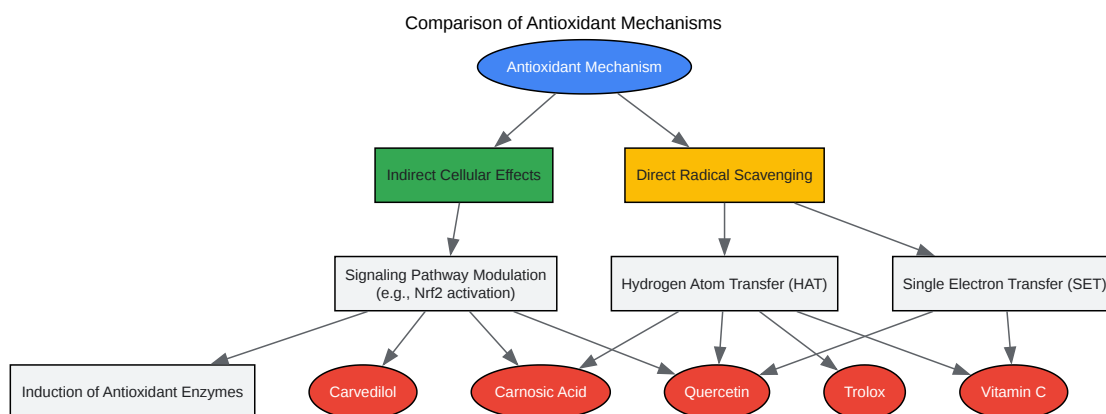 Comparison of Antioxidant Mechanisms
Antioxidant Mechanism
Indirect Cellular Effects
Direct Radical Scavenging
Signaling Pathway Modulation
(e.g., Nrf2 activation)
Hydrogen Atom Transfer (HAT)
Single Electron Transfer (SET)
Induction of Antioxidant Enzymes
Carvedilol
Carnosic Acid
Quercetin
Trolox
Vitamin C